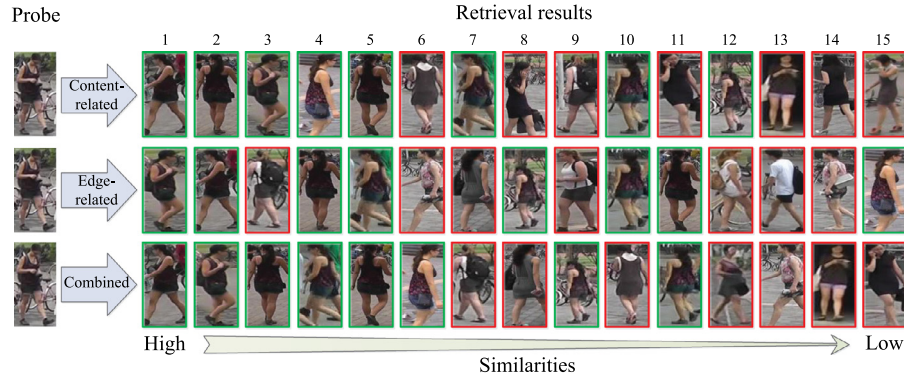 Probe
Retrieval results
1 2 3 4 5 6 7 8 9 10 11 12 13 14 15
Content-
related
Edge-
related
Combined
High
Low
Similarities